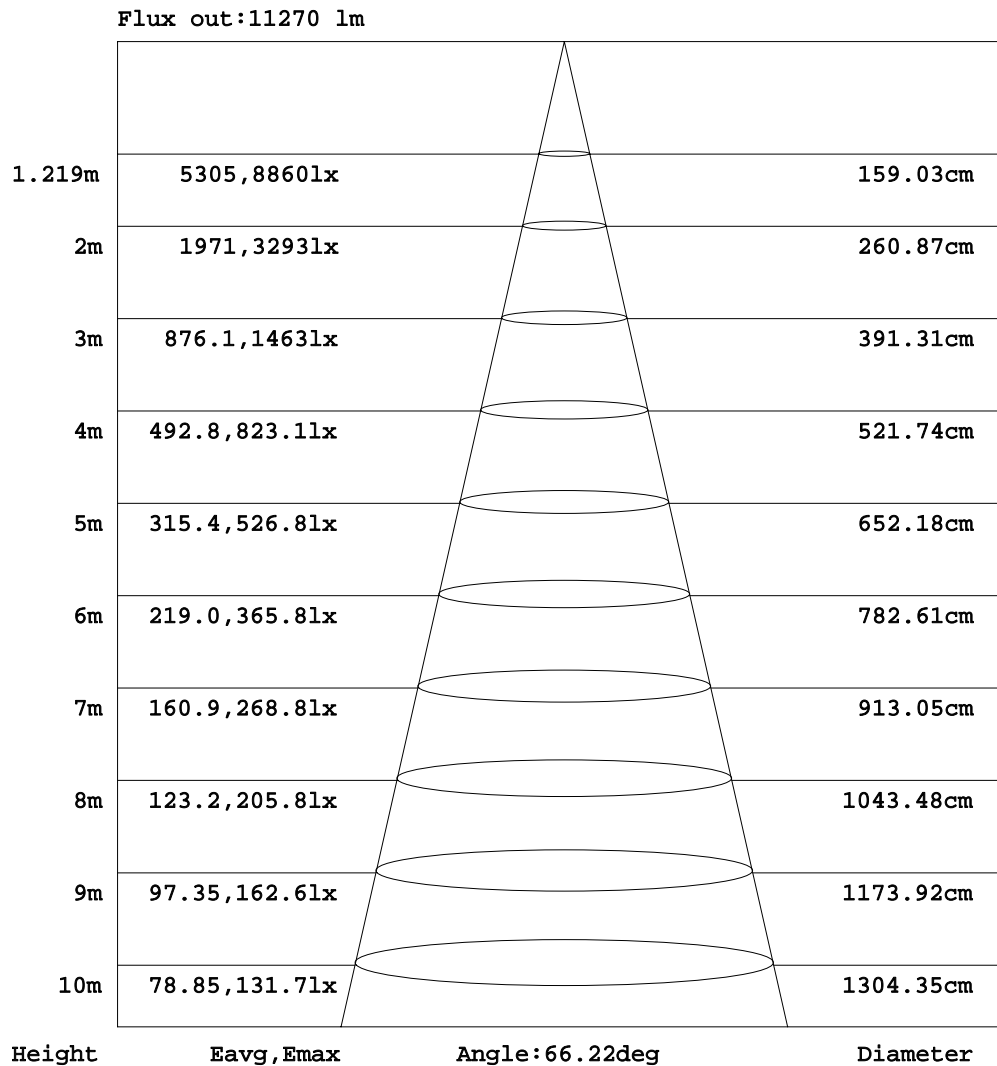 Flux out:11270 lm
1.219m 5305,8860lx 159.03cm
2m 1971,3293lx 260.87cm
3m 876.1,1463lx 391.31cm
4m 492.8,823.1lx 521.74cm
5m 315.4,526.8lx 652.18cm
6m 219.0,365.8lx 782.61cm
7m 160.9,268.8lx 913.05cm
8m 123.2,205.8lx 1043.48cm
9m 97.35,162.6lx 1173.92cm
10m 78.85,131.7lx 1304.35cm
Height Eavg,Emax Angle:66.22deg Diameter